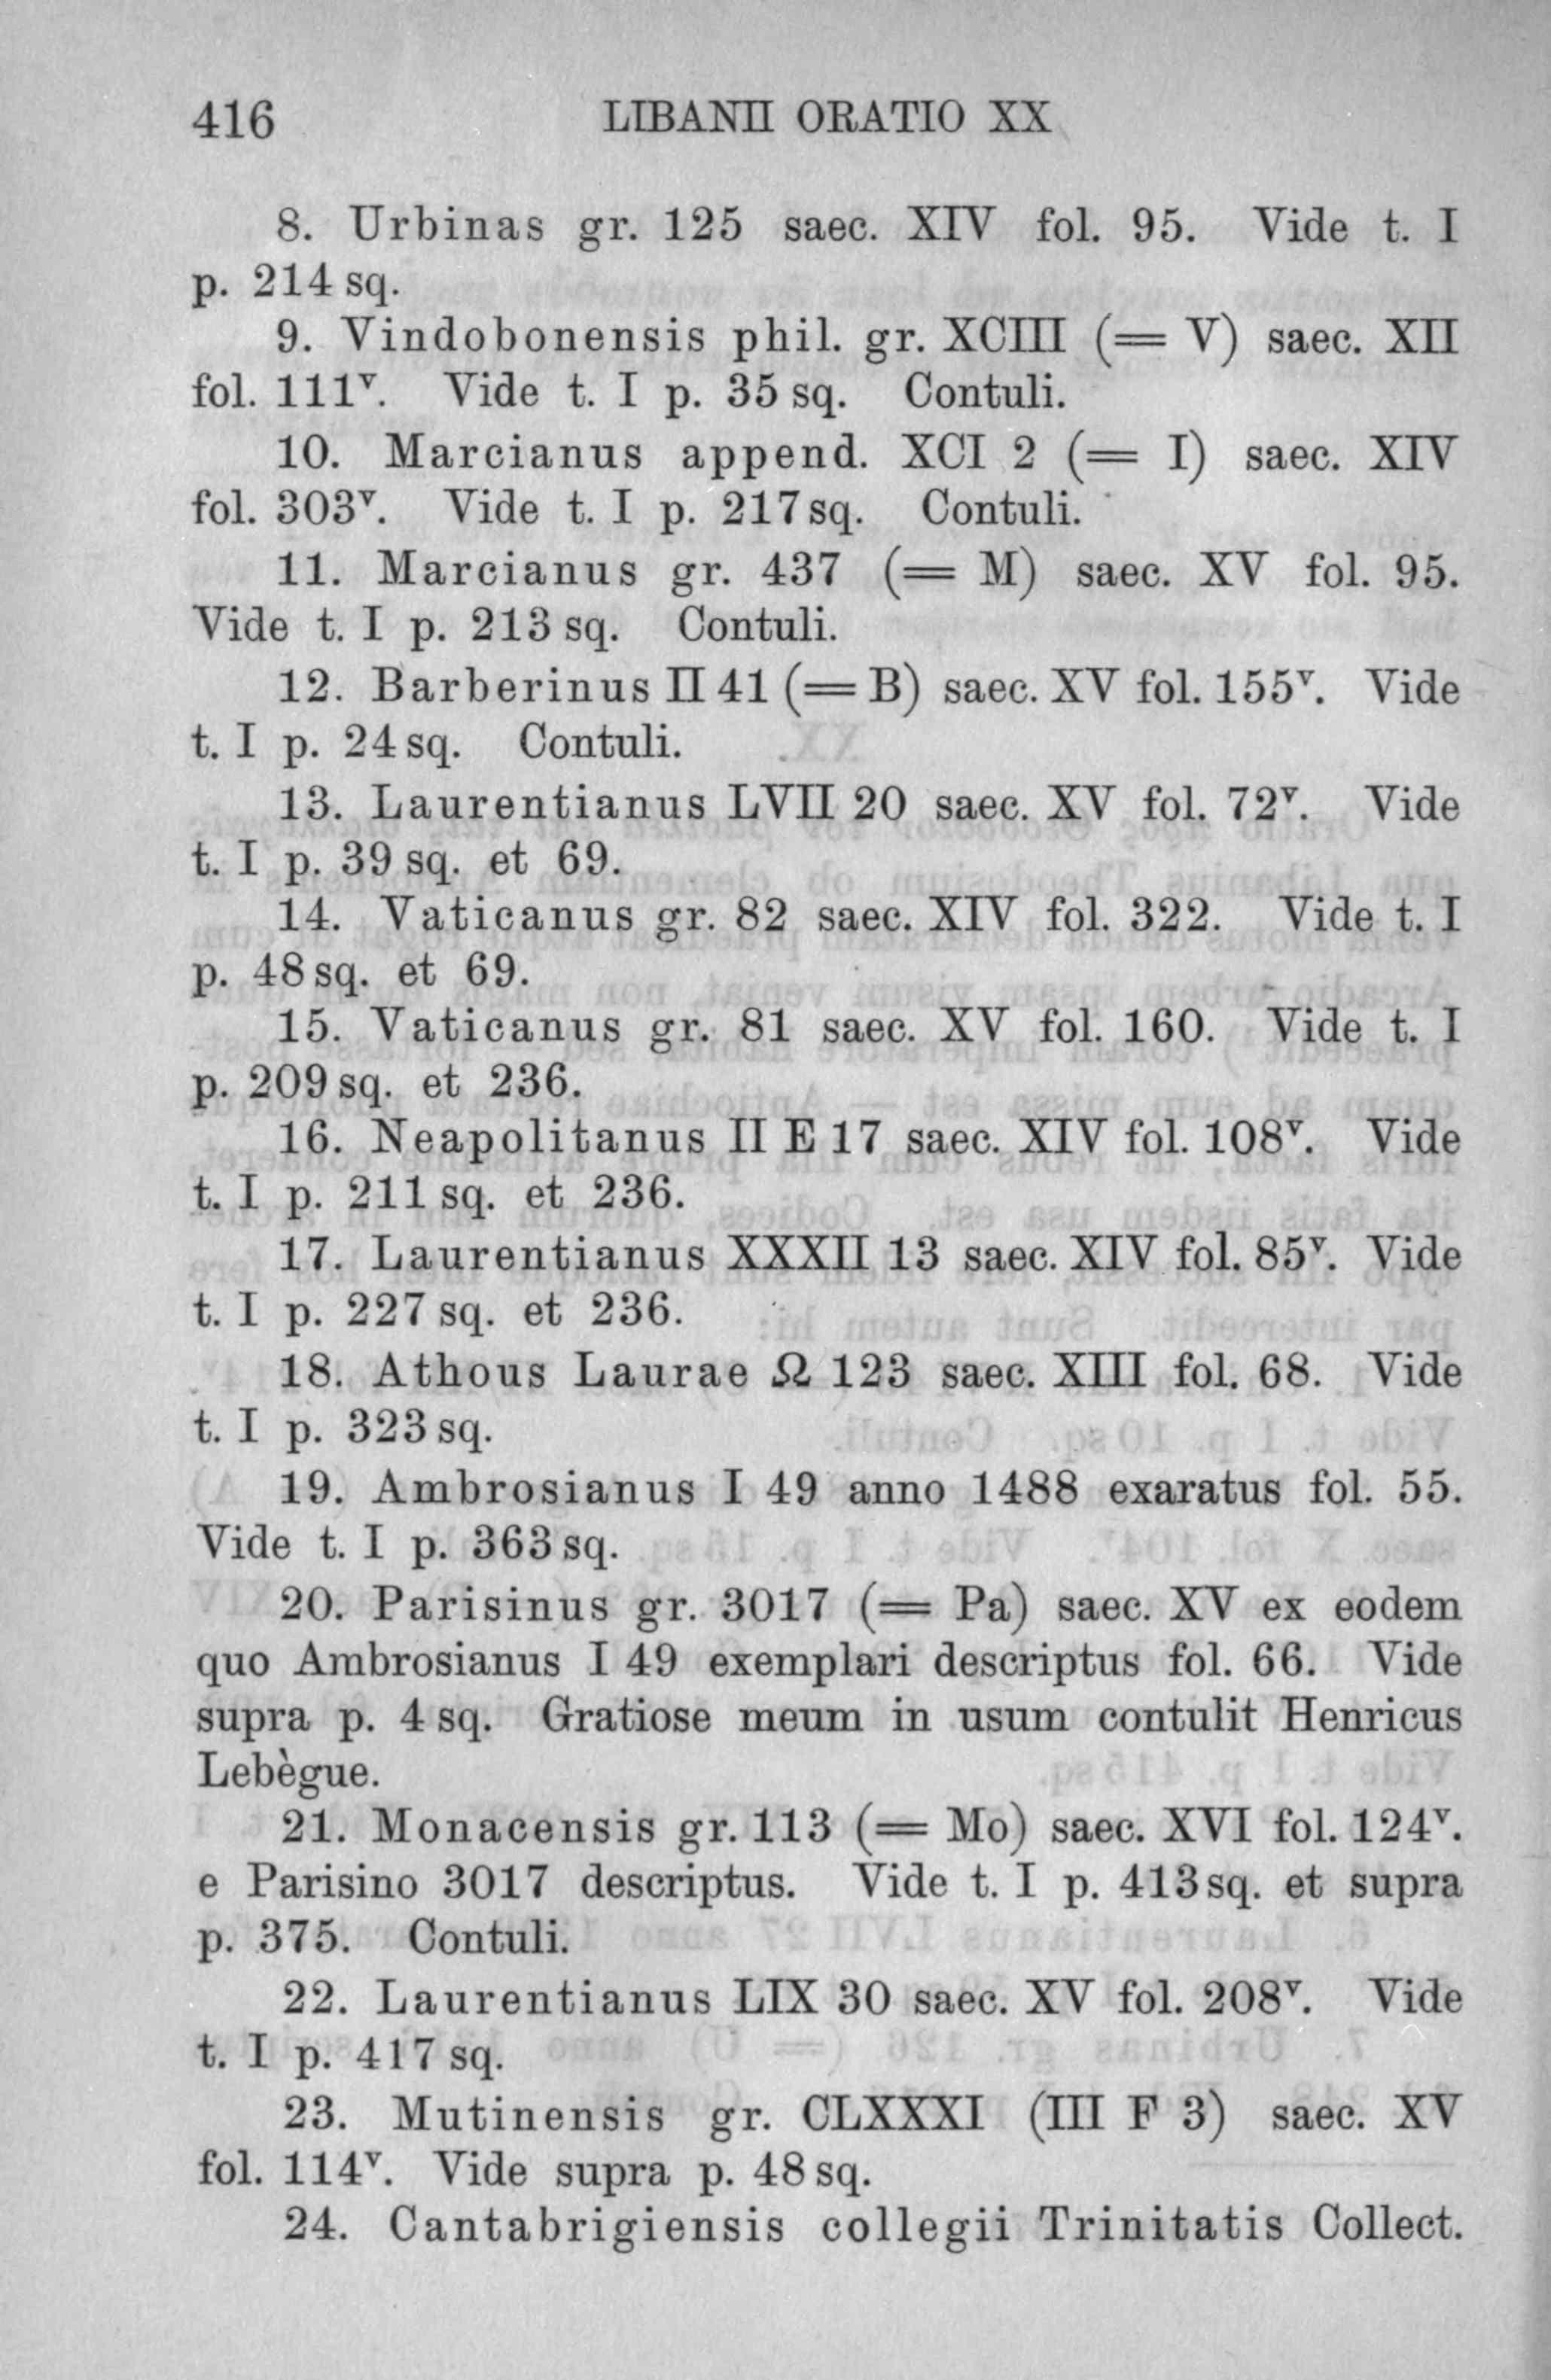 416 LIBANII ORATIO XX
8. Urbinas gr. 125 saec. XIV fol. 95. Vide t. I
p. 214 sq.
9. Vindobonensis phil. gr. XCIII (= V) saec. XII
fol. 111ᵛ. Vide t. I p. 35 sq. Contuli.
10. Marcianus append. XCI 2 (= I) saec. XIV
fol. 303ᵛ. Vide t. I p. 217 sq. Contuli.
11. Marcianus gr. 437 (= M) saec. XV fol. 95.
Vide t. I p. 213 sq. Contuli.
12. Barberinus II 41 (= B) saec. XV fol. 155ᵛ. Vide
t. I p. 24 sq. Contuli.
13. Laurentianus LVII 20 saec. XV fol. 72ᵛ. Vide
t. I p. 39 sq. et 69.
14. Vaticanus gr. 82 saec. XIV fol. 322. Vide t. I
p. 48 sq. et 69.
15. Vaticanus gr. 81 saec. XV fol. 160. Vide t. I
p. 209 sq. et 236.
16. Neapolitanus II E 17 saec. XIV fol. 108ᵛ. Vide
t. I p. 211 sq. et 236.
17. Laurentianus XXXII 13 saec. XIV fol. 85ᵛ. Vide
t. I p. 227 sq. et 236.
18. Athous Laurae Ω 123 saec. XIII fol. 68. Vide
t. I p. 323 sq.
19. Ambrosianus I 49 anno 1488 exaratus fol. 55.
Vide t. I p. 363 sq.
20. Parisinus gr. 3017 (= Pa) saec. XV ex eodem
quo Ambrosianus I 49 exemplari descriptus fol. 66. Vide
supra p. 4 sq. Gratiose meum in usum contulit Henricus
Lebègue.
21. Monacensis gr. 113 (= Mo) saec. XVI fol. 124ᵛ.
e Parisino 3017 descriptus. Vide t. I p. 413 sq. et supra
p. 375. Contuli.
22. Laurentianus LIX 30 saec. XV fol. 208ᵛ. Vide
t. I p. 417 sq.
23. Mutinensis gr. CLXXXI (III F 3) saec. XV
fol. 114ᵛ. Vide supra p. 48 sq.
24. Cantabrigiensis collegii Trinitatis Collect.